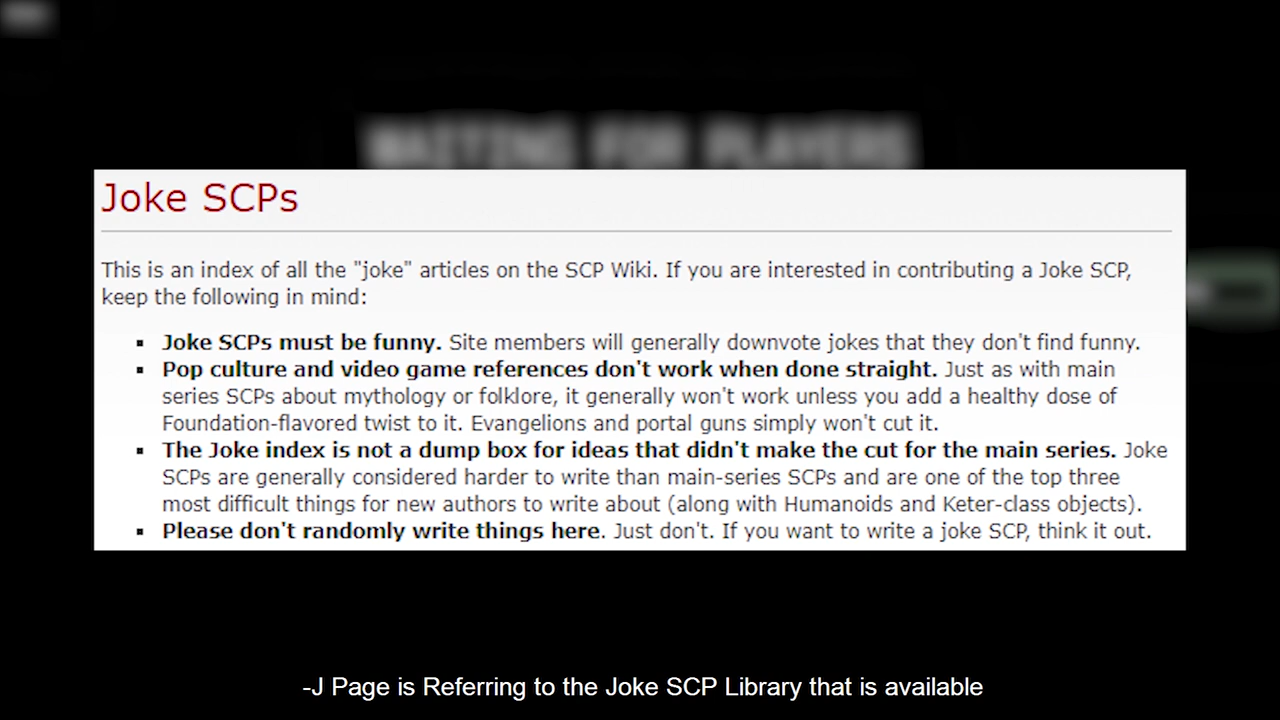 WAITING FOR PLAYERS
Joke SCPs
This is an index of all the "joke" articles on the SCP Wiki. If you are interested in contributing a Joke SCP,
keep the following in mind:
▪ Joke SCPs must be funny. Site members will generally downvote jokes that they don't find funny.
▪ Pop culture and video game references don't work when done straight. Just as with main
series SCPs about mythology or folklore, it generally won't work unless you add a healthy dose of
Foundation-flavored twist to it. Evangelions and portal guns simply won't cut it.
▪ The Joke index is not a dump box for ideas that didn't make the cut for the main series. Joke
SCPs are generally considered harder to write than main-series SCPs and are one of the top three
most difficult things for new authors to write about (along with Humanoids and Keter-class objects).
▪ Please don't randomly write things here. Just don't. If you want to write a joke SCP, think it out.
-J Page is Referring to the Joke SCP Library that is available